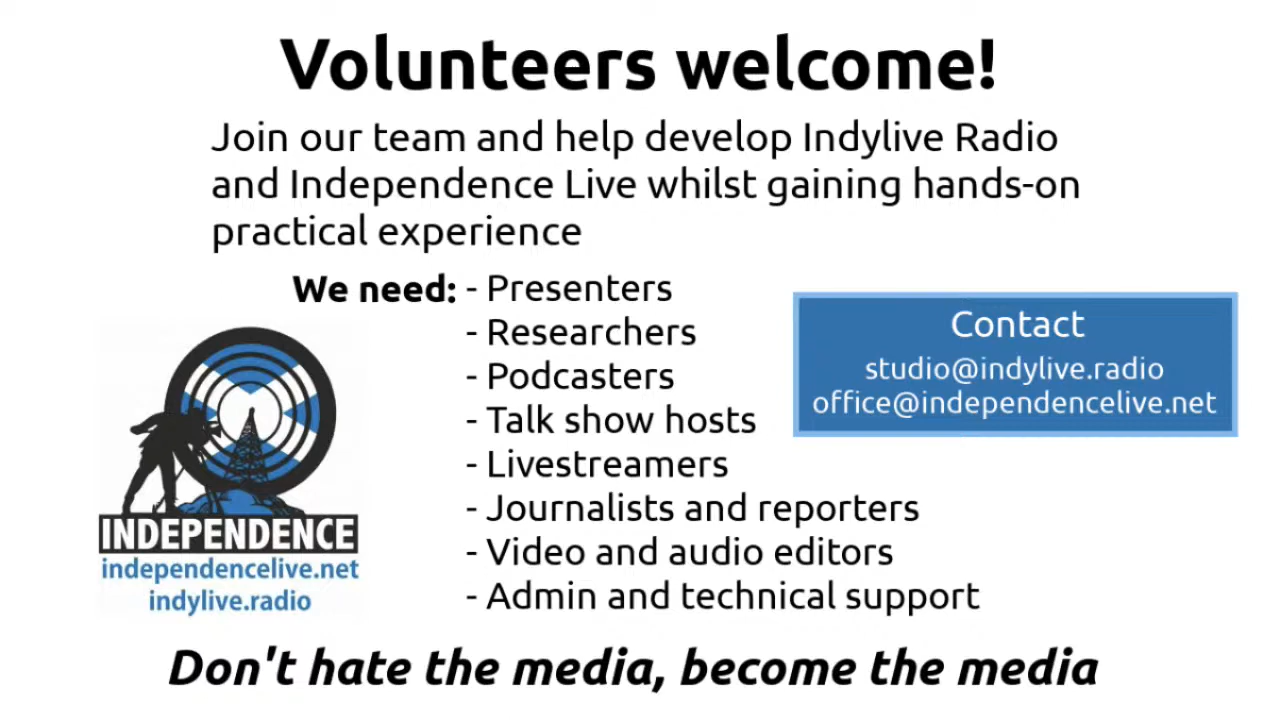 Volunteers welcome!
Join our team and help develop Indylive Radio
and Independence Live whilst gaining hands-on
practical experience
We need: - Presenters
- Researchers
- Podcasters
- Talk show hosts
- Livestreamers
- Journalists and reporters
- Video and audio editors
- Admin and technical support
Contact
studio@indylive.radio
office@independencelive.net
INDEPENDENCE
independencelive.net
indylive.radio
Don't hate the media, become the media